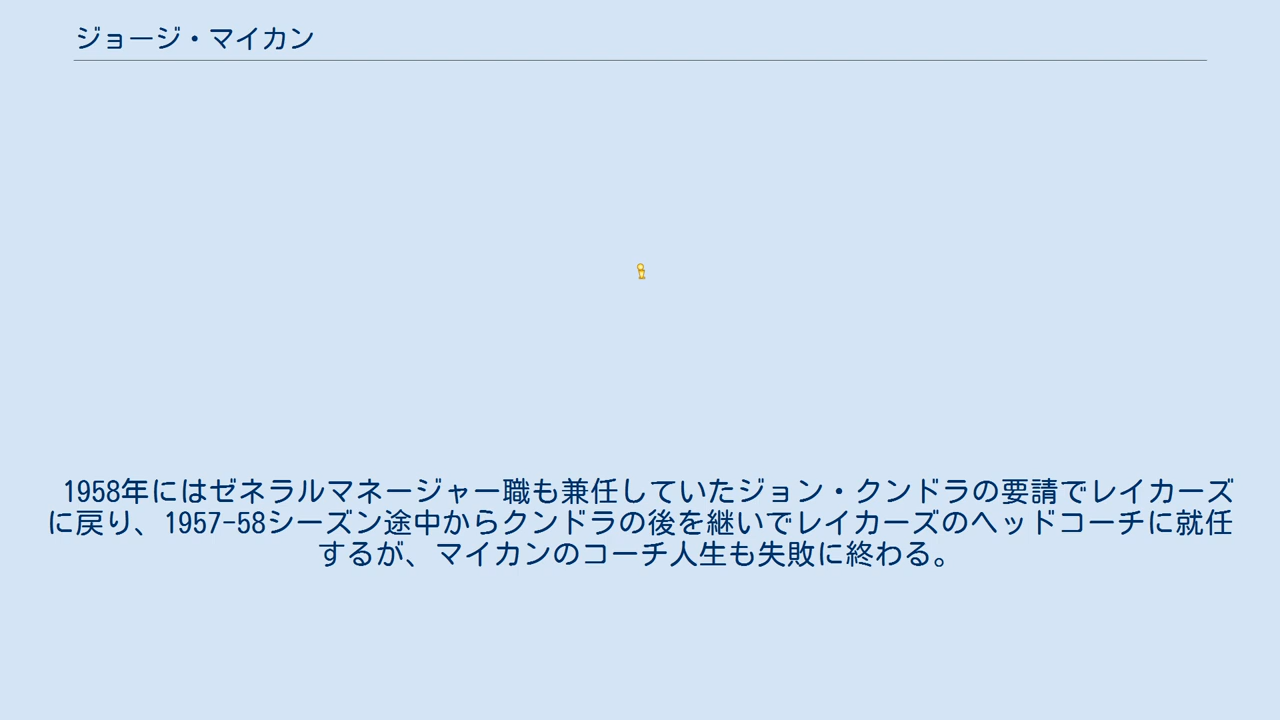 ジョージ・マイカン
1958年にはゼネラルマネージャー職も兼任していたジョン・クンドラの要請でレイカーズ
に戻り、1957-58シーズン途中からクンドラの後を継いでレイカーズのヘッドコーチに就任
するが、マイカンのコーチ人生も失敗に終わる。